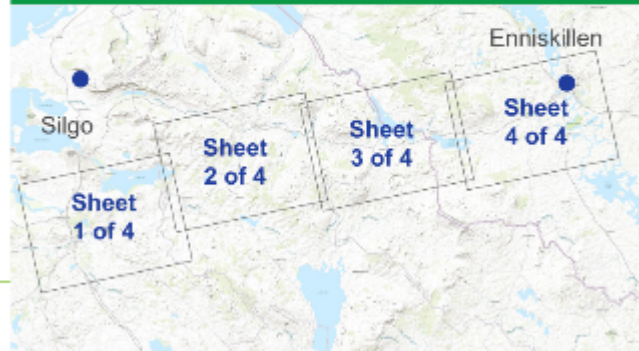 Enniskillen
Silgo
Sheet
1 of 4
Sheet
2 of 4
Sheet
3 of 4
Sheet
4 of 4